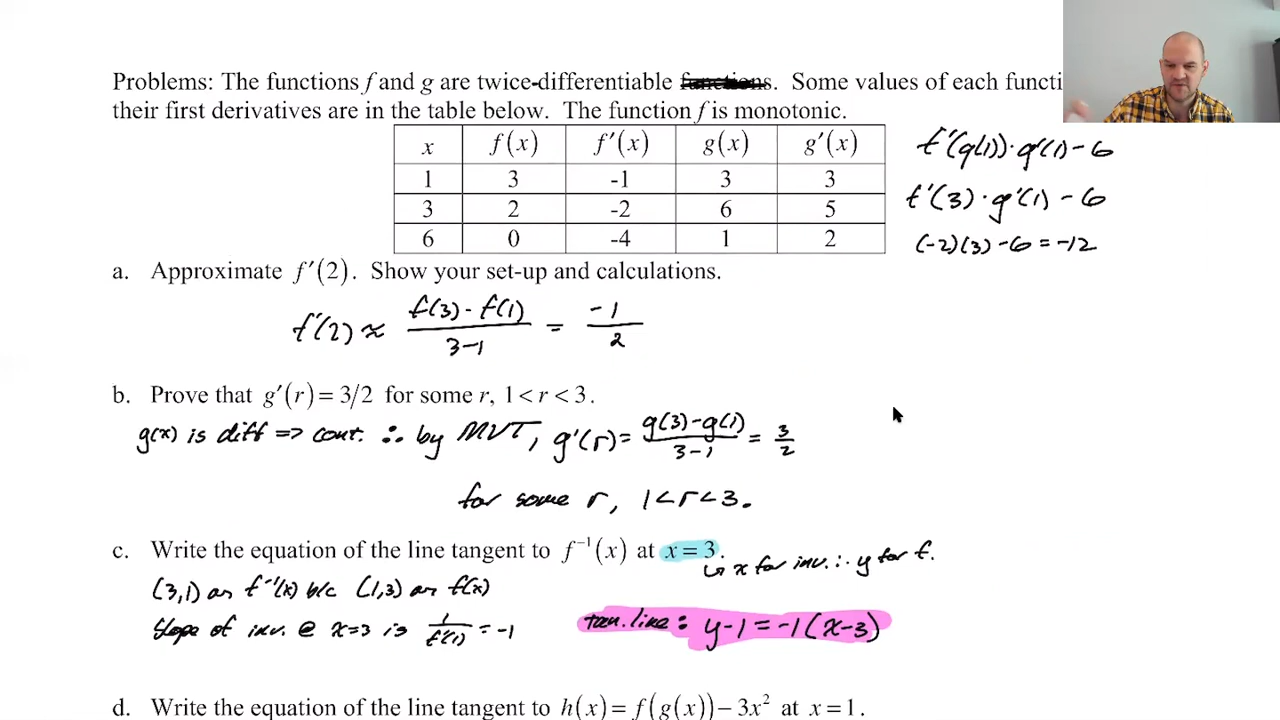 Problems: The functions f and g are twice-differentiable functions. Some values of each functi
their first derivatives are in the table below. The function f is monotonic.
x f(x) f′(x) g(x) g′(x)
1 3 -1 3 3
3 2 -2 6 5
6 0 -4 1 2
f'(g(1))·g'(1)-6
f'(3)·g'(1)-6
(-2)(3)-6=-12
a. Approximate f′(2). Show your set-up and calculations.
f'(2) ≈ (f(3)-f(1))/(3-1) = -1/2
b. Prove that g′(r)=3/2 for some r, 1<r<3.
g(x) is diff ⇒ cont. ∴ by MVT, g'(r)= (g(3)-g(1))/(3-1) = 3/2
for some r, 1<r<3.
c. Write the equation of the line tangent to f⁻¹(x) at x=3.
↳ x for inv. ∴ y for f.
(3,1) on f⁻¹(x) b/c (1,3) on f(x)
Slope of inv. @ x=3 is 1/f'(1) = -1
tan. line: y-1=-1(x-3)
d. Write the equation of the line tangent to h(x)=f(g(x))−3x² at x=1.